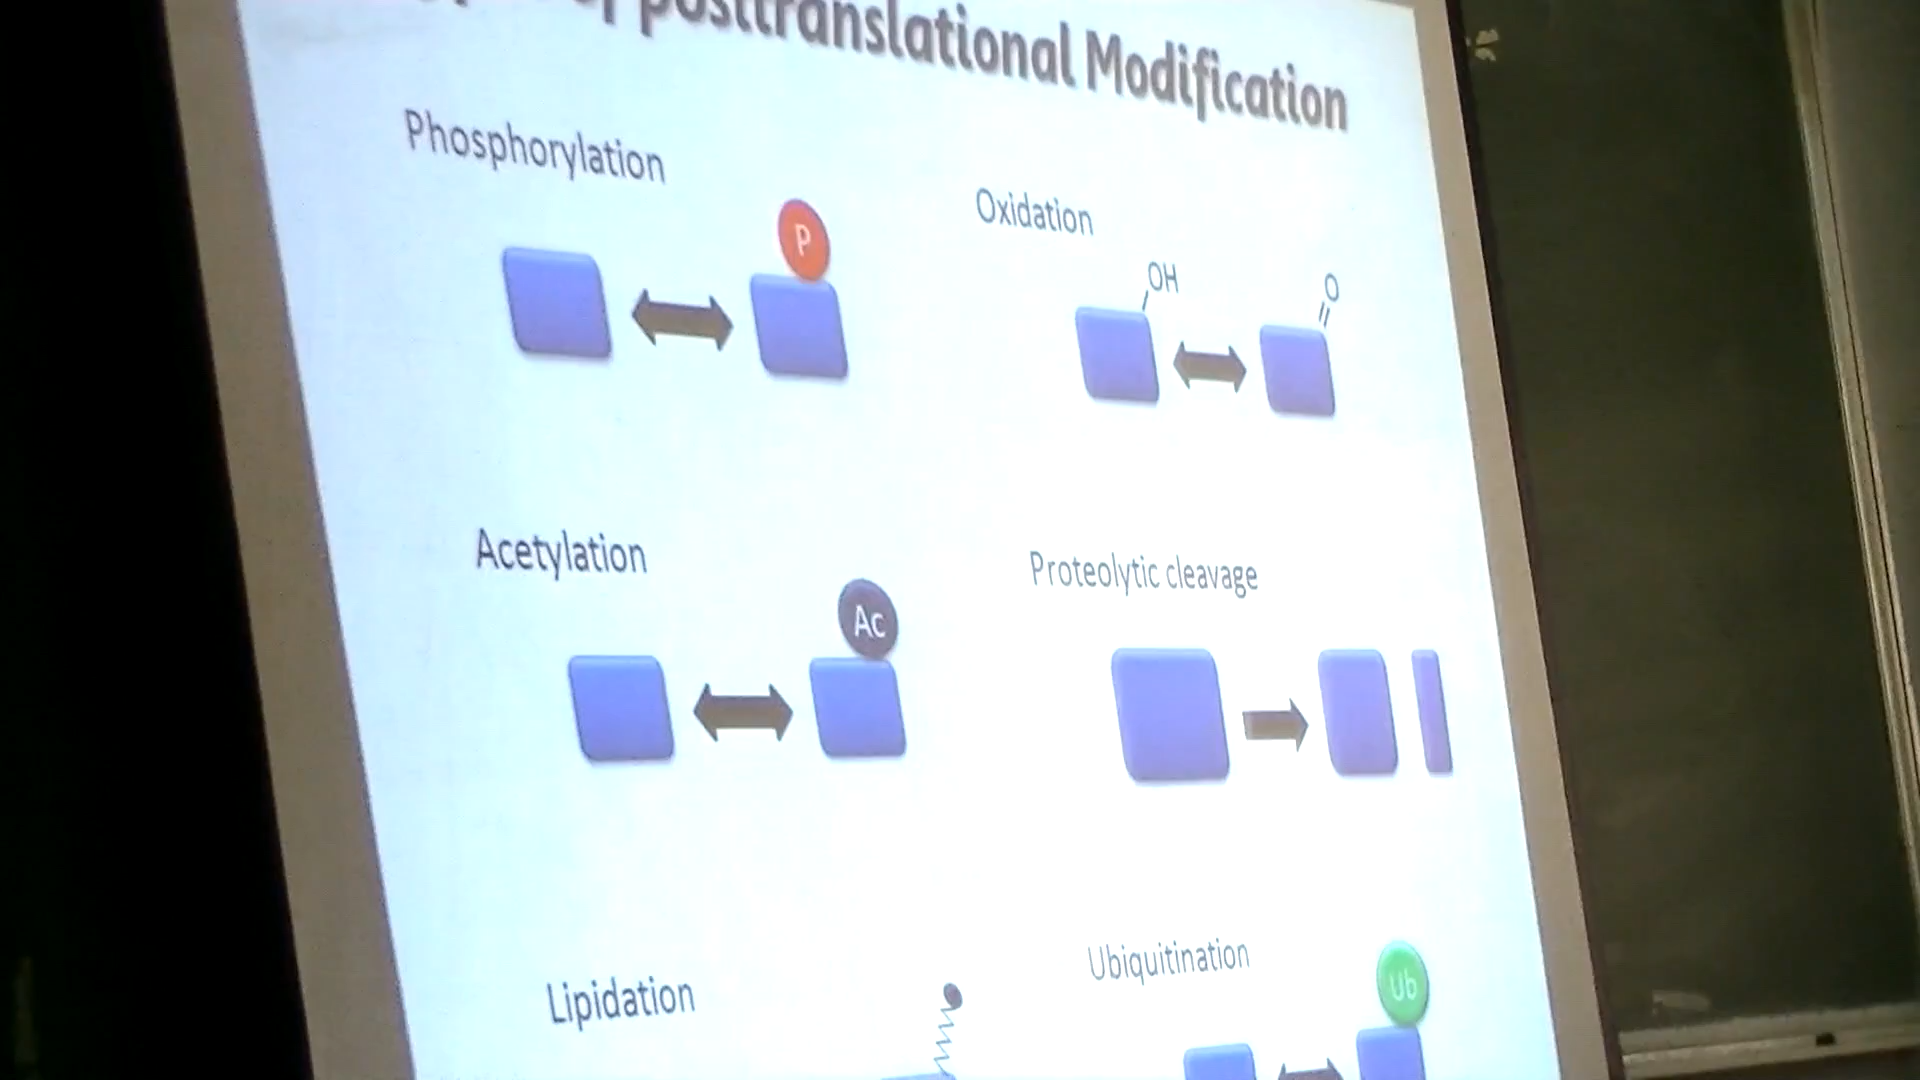 posttranslational Modification
Phosphorylation
P
Oxidation
OH
O
Acetylation
Ac
Proteolytic cleavage
Lipidation
Ubiquitination
Ub